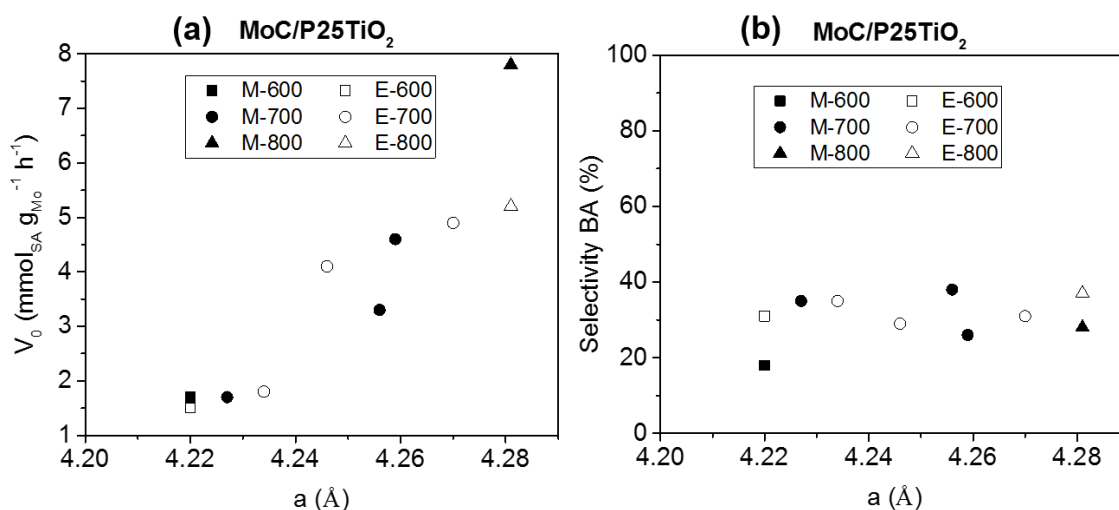 (a) MoC/P25TiO₂
8
7
6
5
4
3
2
1
V₀ (mmol_SA g_Mo⁻¹ h⁻¹)
M-600 E-600
M-700 E-700
M-800 E-800
4.20 4.22 4.24 4.26 4.28
a (Å)
(b) MoC/P25TiO₂
100
80
60
40
20
0
Selectivity BA (%)
M-600 E-600
M-700 E-700
M-800 E-800
4.20 4.22 4.24 4.26 4.28
a (Å)